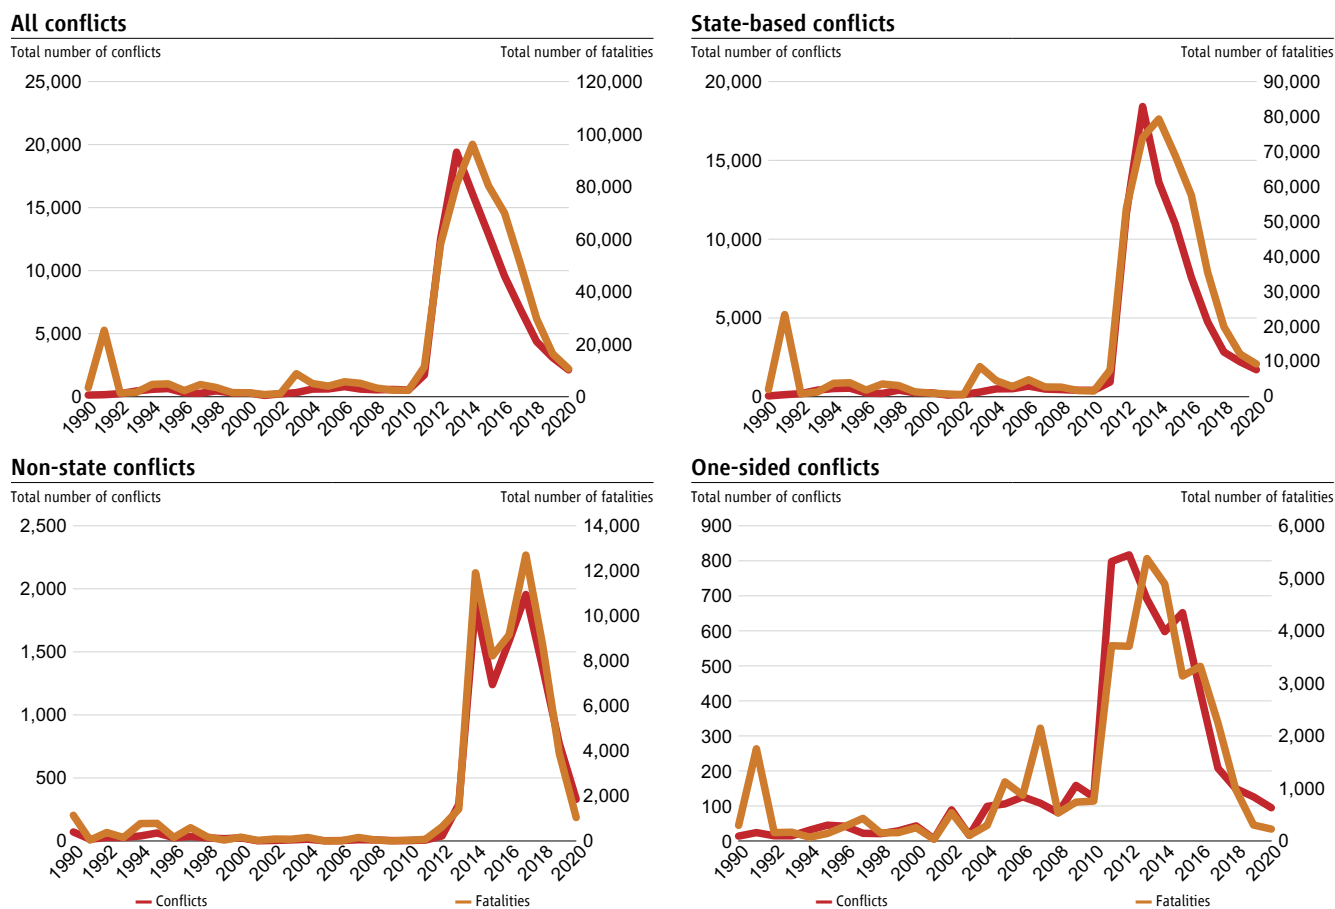 All conflicts
Total number of conflicts Total number of fatalities
25,000 120,000
20,000 100,000
15,000 80,000
10,000 60,000
5,000 40,000
0 20,000
0
1990 1992 1994 1996 1998 2000 2002 2004 2006 2008 2010 2012 2014 2016 2018 2020
State-based conflicts
Total number of conflicts Total number of fatalities
20,000 90,000
15,000 80,000
10,000 70,000
5,000 60,000
0 50,000
40,000
30,000
20,000
10,000
0
1990 1992 1994 1996 1998 2000 2002 2004 2006 2008 2010 2012 2014 2016 2018 2020
Non-state conflicts
Total number of conflicts Total number of fatalities
2,500 14,000
2,000 12,000
1,500 10,000
1,000 8,000
500 6,000
0 4,000
2,000
0
1990 1992 1994 1996 1998 2000 2002 2004 2006 2008 2010 2012 2014 2016 2018 2020
Conflicts Fatalities
One-sided conflicts
Total number of conflicts Total number of fatalities
900 6,000
800 5,000
700 4,000
600 3,000
500 2,000
400 1,000
300 0
200
100
0
1990 1992 1994 1996 1998 2000 2002 2004 2006 2008 2010 2012 2014 2016 2018 2020
Conflicts Fatalities